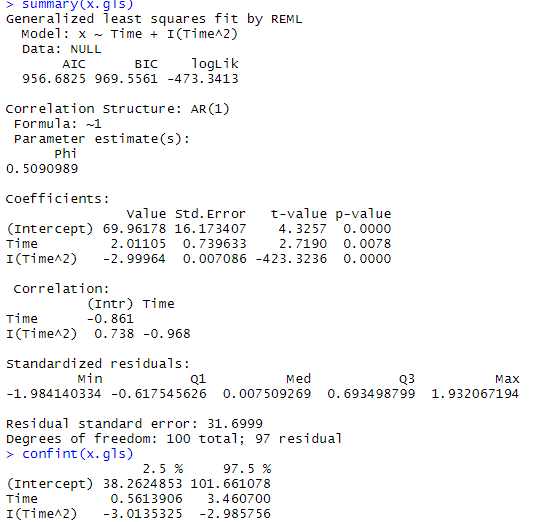 > summary(x.gls)
Generalized least squares fit by REML
  Model: x ~ Time + I(Time^2)
  Data: NULL
       AIC      BIC    logLik
  956.6825 969.5561 -473.3413

Correlation Structure: AR(1)
 Formula: ~1
 Parameter estimate(s):
      Phi
0.5090989

Coefficients:
               Value Std.Error   t-value p-value
(Intercept) 69.96178 16.173407    4.3257  0.0000
Time         2.01105  0.739633    2.7190  0.0078
I(Time^2)   -2.99964  0.007086 -423.3236  0.0000

 Correlation:
          (Intr) Time
Time      -0.861
I(Time^2)  0.738 -0.968

Standardized residuals:
         Min           Q1          Med           Q3          Max
-1.984140334 -0.617545626  0.007509269  0.693498799  1.932067194

Residual standard error: 31.6999
Degrees of freedom: 100 total; 97 residual
> confint(x.gls)
                 2.5 %     97.5 %
(Intercept) 38.2624853 101.661078
Time         0.5613906   3.460700
I(Time^2)   -3.0135325  -2.985756